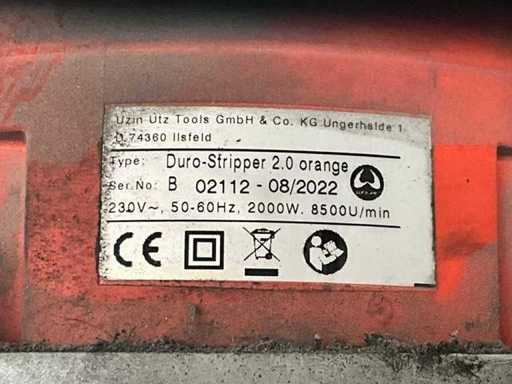 Uzin Utz Tools GmbH & Co. KG Ungerhalde 1
D 74360 Ilsfeld
Type: Duro-Stripper 2.0 orange
Ser.No: B 02112 - 08/2022
230V~, 50-60Hz, 2000W. 8500U/min
CE